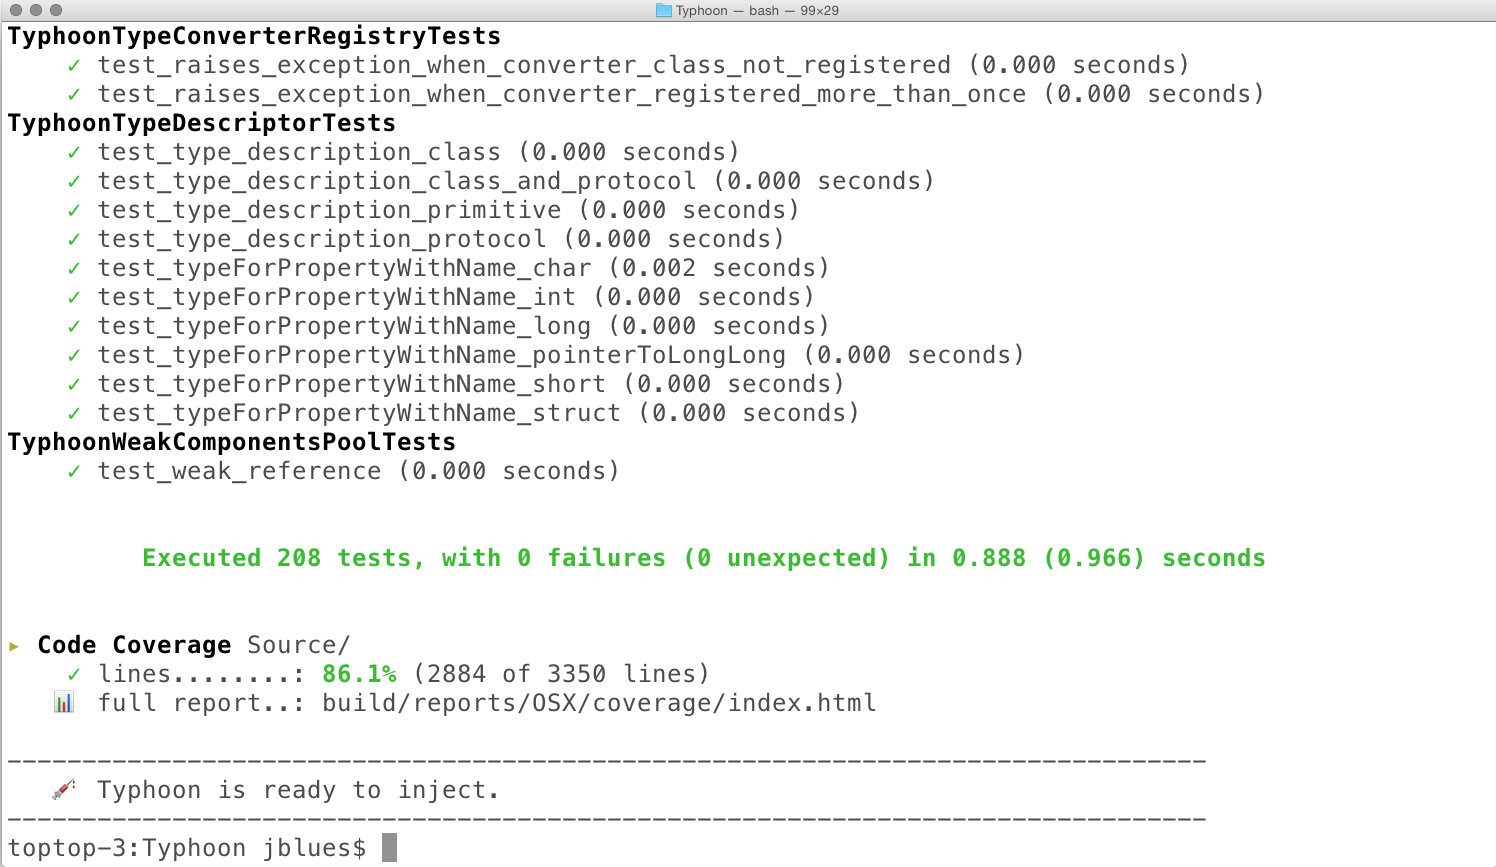 Typhoon — bash — 99×29
TyphoonTypeConverterRegistryTests
✓ test_raises_exception_when_converter_class_not_registered (0.000 seconds)
✓ test_raises_exception_when_converter_registered_more_than_once (0.000 seconds)
TyphoonTypeDescriptorTests
✓ test_type_description_class (0.000 seconds)
✓ test_type_description_class_and_protocol (0.000 seconds)
✓ test_type_description_primitive (0.000 seconds)
✓ test_type_description_protocol (0.000 seconds)
✓ test_typeForPropertyWithName_char (0.002 seconds)
✓ test_typeForPropertyWithName_int (0.000 seconds)
✓ test_typeForPropertyWithName_long (0.000 seconds)
✓ test_typeForPropertyWithName_pointerToLongLong (0.000 seconds)
✓ test_typeForPropertyWithName_short (0.000 seconds)
✓ test_typeForPropertyWithName_struct (0.000 seconds)
TyphoonWeakComponentsPoolTests
✓ test_weak_reference (0.000 seconds)
Executed 208 tests, with 0 failures (0 unexpected) in 0.888 (0.966) seconds
▸ Code Coverage Source/
✓ lines........: 86.1% (2884 of 3350 lines)
📊 full report..: build/reports/OSX/coverage/index.html
--------------------------------------------------------------------------------
💉 Typhoon is ready to inject.
--------------------------------------------------------------------------------
toptop-3:Typhoon jblues$